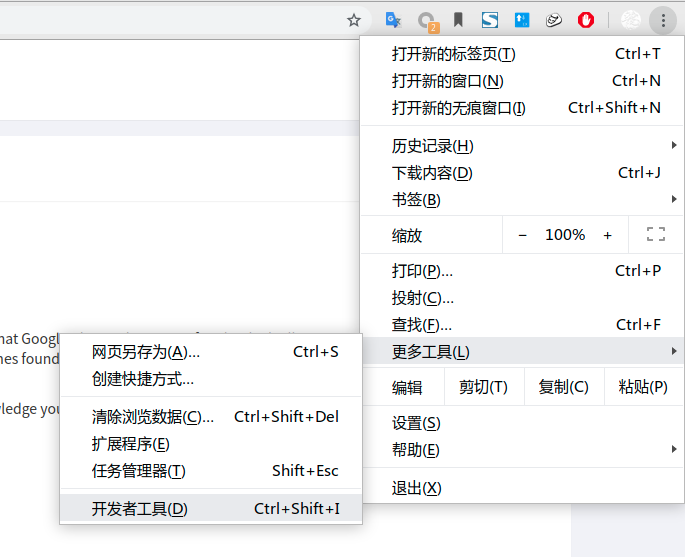 2
打开新的标签页(T) Ctrl+T
打开新的窗口(N) Ctrl+N
打开新的无痕窗口(I) Ctrl+Shift+N
历史记录(H)
下载内容(D) Ctrl+J
书签(B)
缩放 − 100% +
打印(P)... Ctrl+P
投射(C)...
查找(F)... Ctrl+F
更多工具(L)
编辑 剪切(T) 复制(C) 粘贴(P)
设置(S)
帮助(E)
退出(X)
hat Goog
nes found
vledge you
网页另存为(A)... Ctrl+S
创建快捷方式...
清除浏览数据(C)... Ctrl+Shift+Del
扩展程序(E)
任务管理器(T) Shift+Esc
开发者工具(D) Ctrl+Shift+I